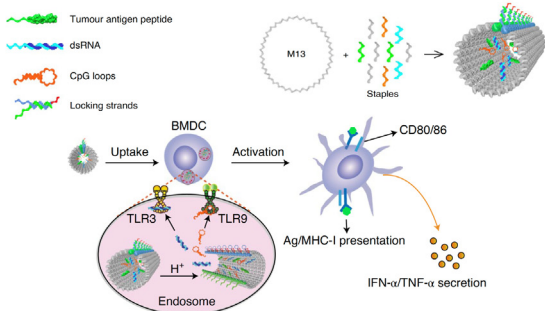 Tumour antigen peptide
dsRNA
CpG loops
Locking strands
M13
+
Staples
BMDC
Uptake
Activation
CD80/86
TLR3
TLR9
Ag/MHC-I presentation
H+
Endosome
IFN-α/TNF-α secretion